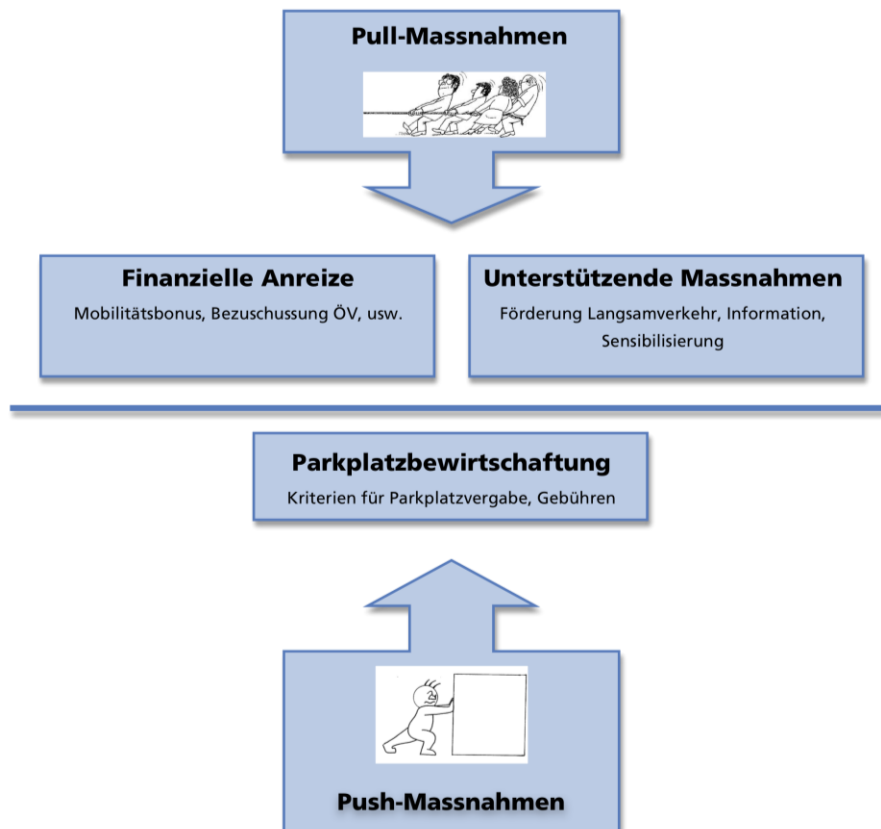 Pull-Massnahmen
Finanzielle Anreize
Mobilitätsbonus, Bezuschussung ÖV, usw.
Unterstützende Massnahmen
Förderung Langsamverkehr, Information,
Sensibilisierung
Parkplatzbewirtschaftung
Kriterien für Parkplatzvergabe, Gebühren
Push-Massnahmen